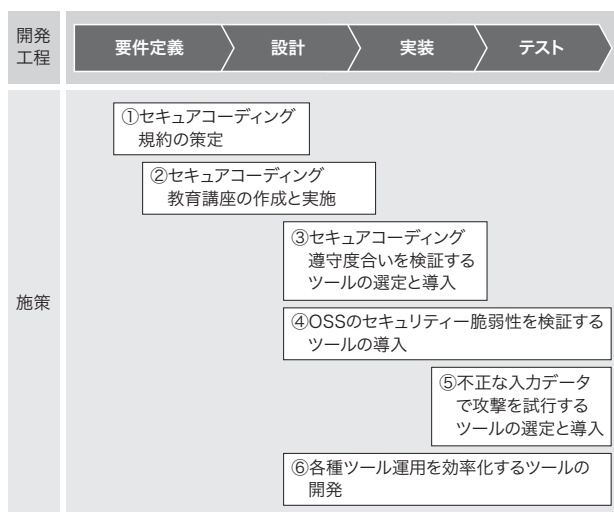 開発
工程
要件定義
設計
実装
テスト
施策
①セキュアコーディング
規約の策定
②セキュアコーディング
教育講座の作成と実施
③セキュアコーディング
遵守度合いを検証する
ツールの選定と導入
④OSSのセキュリティー脆弱性を検証する
ツールの導入
⑤不正な入力データ
で攻撃を試行する
ツールの選定と導入
⑥各種ツール運用を効率化するツールの
開発